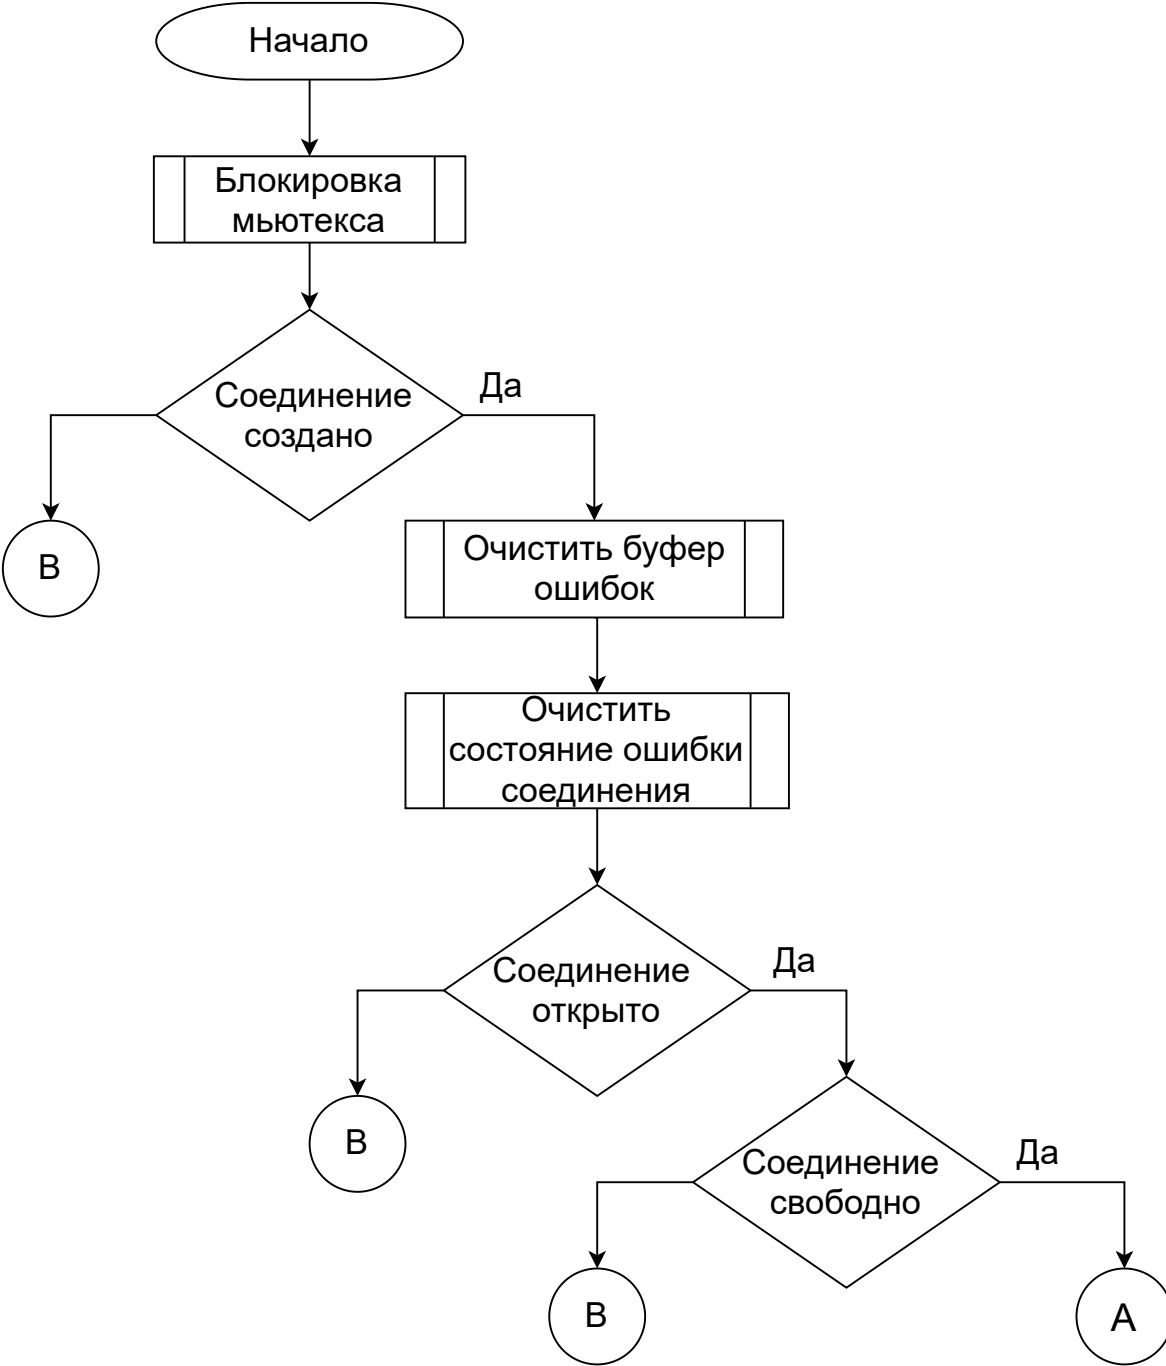 Начало
Блокировка
мьютекса
Соединение
создано
Да
В
Очистить буфер
ошибок
Очистить
состояние ошибки
соединения
Соединение
открыто
Да
В
Соединение
свободно
Да
В
А